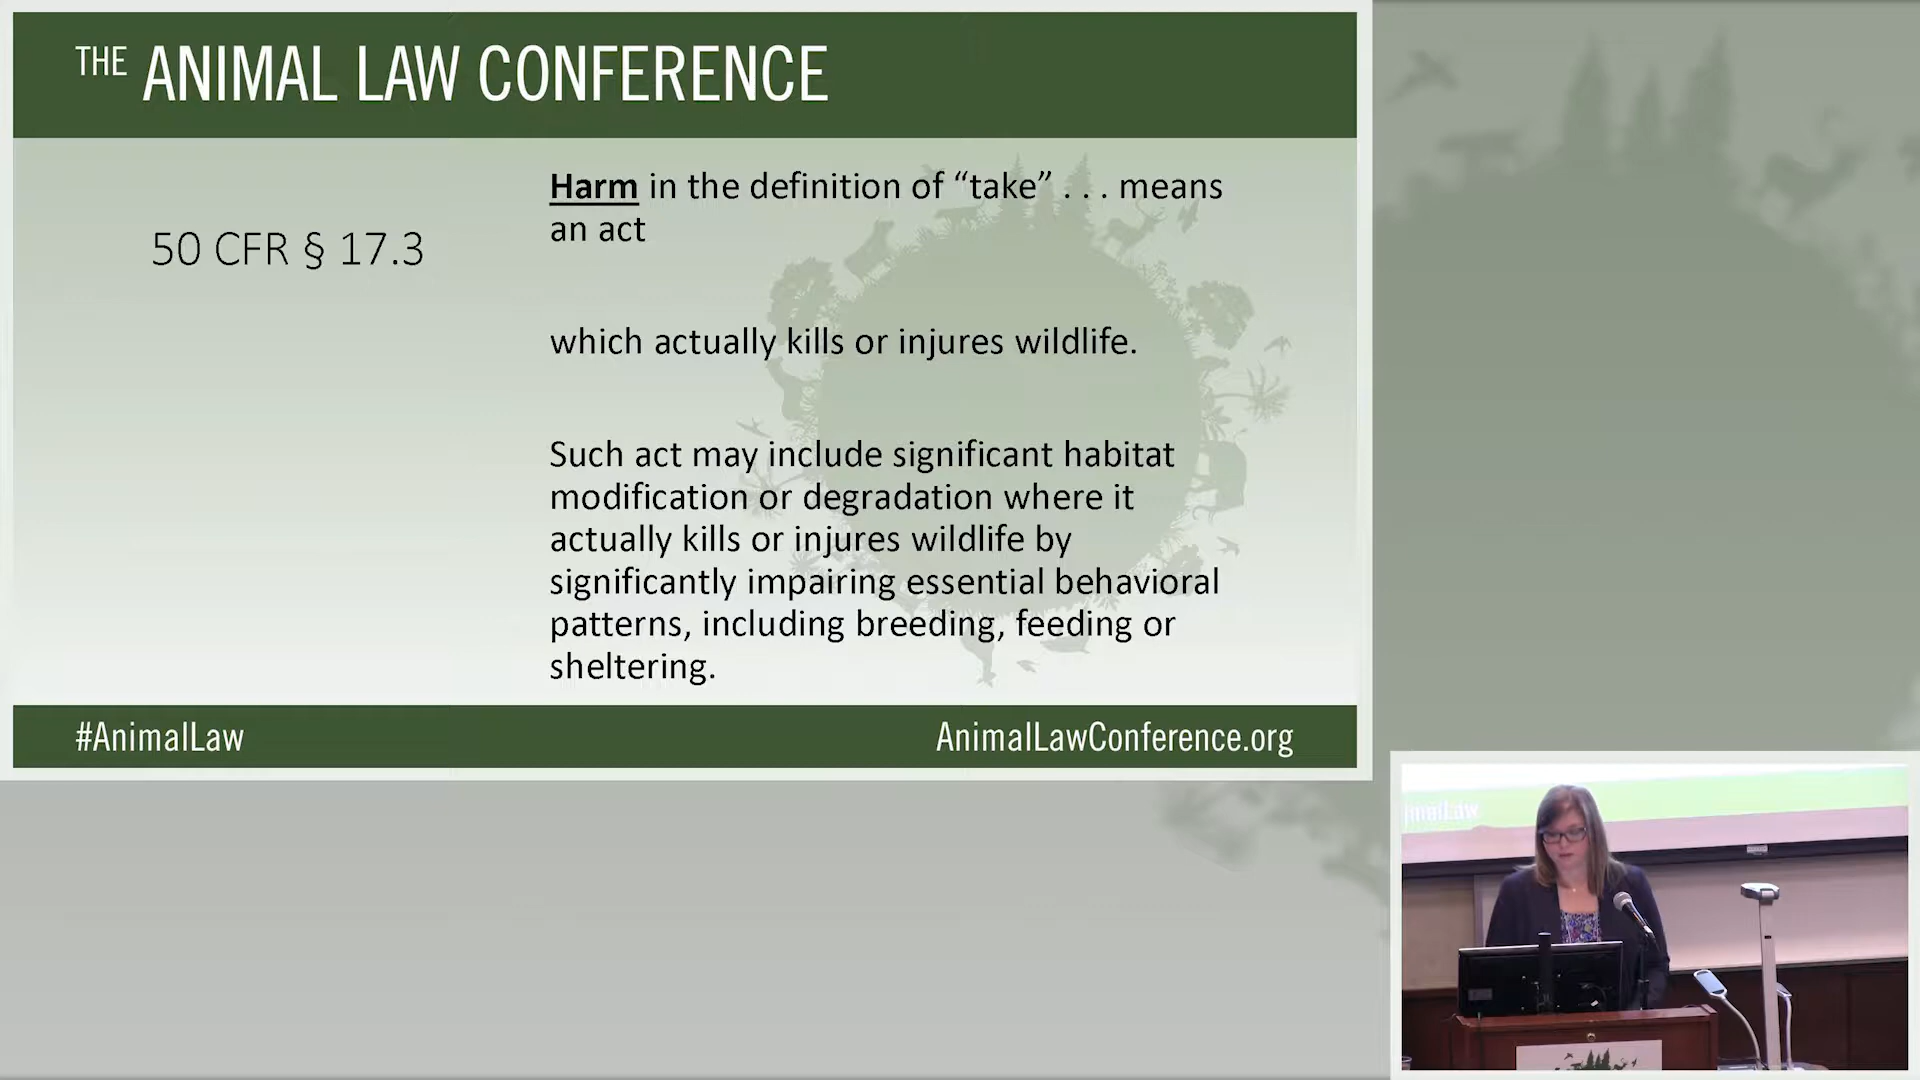 THE ANIMAL LAW CONFERENCE
50 CFR § 17.3
Harm in the definition of “take” . . . means
an act
which actually kills or injures wildlife.
Such act may include significant habitat
modification or degradation where it
actually kills or injures wildlife by
significantly impairing essential behavioral
patterns, including breeding, feeding or
sheltering.
#AnimalLaw
AnimalLawConference.org